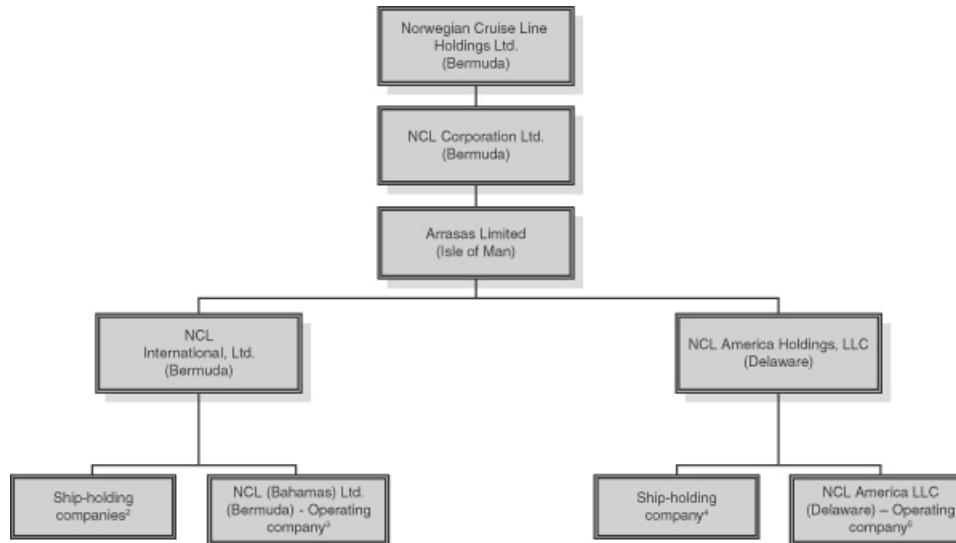 Norwegian Cruise Line
Holdings Ltd.
(Bermuda)
NCL Corporation Ltd.
(Bermuda)
Arrasas Limited
(Isle of Man)
NCL
International, Ltd.
(Bermuda)
NCL America Holdings, LLC
(Delaware)
Ship-holding
companies²
NCL (Bahamas) Ltd.
(Bermuda) - Operating
company³
Ship-holding
company⁴
NCL America LLC
(Delaware) – Operating
company⁵